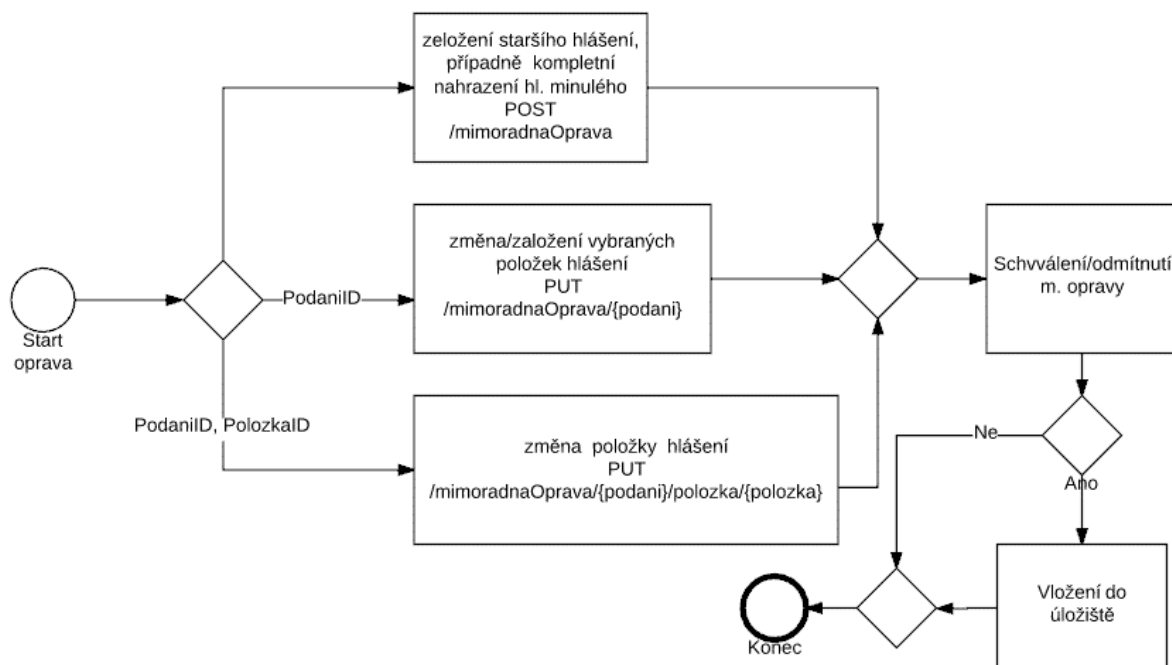 zeložení staršího hlášení,
případně kompletní
nahrazení hl. minulého
POST
/mimoradnaOprava
změna/založení vybraných
položek hlášení
PUT
/mimoradnaOprava/{podani}
Schvválení/odmítnutí
m. opravy
PodaniID
Start
oprava
PodaniID, PolozkaID
změna položky hlášení
PUT
/mimoradnaOprava/{podani}/polozka/{polozka}
Ne
Ano
Vložení do
úložiště
Konec